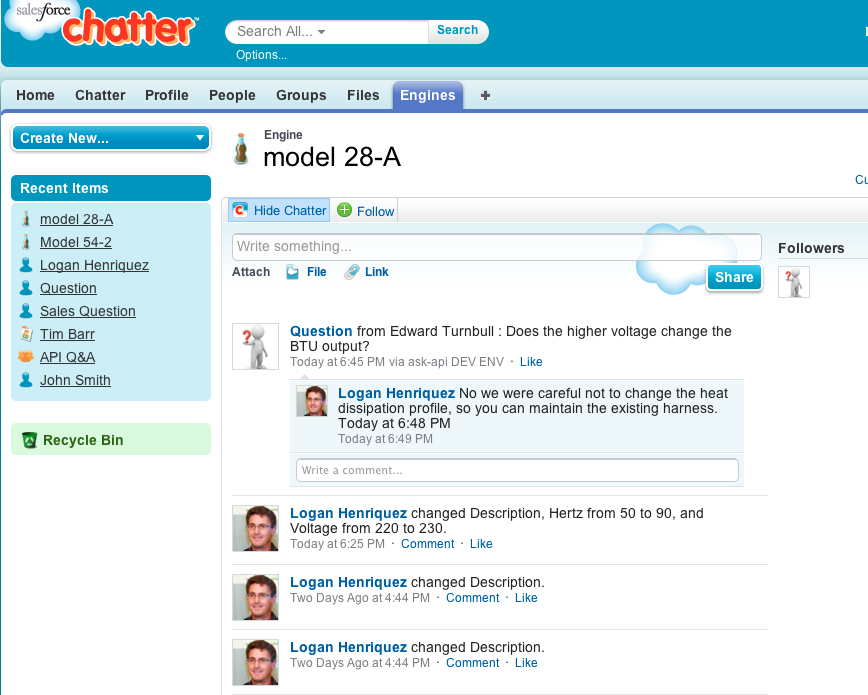 salesforce
chatter
Search All...
Search
Options...
Home Chatter Profile People Groups Files Engines +
Create New...
Engine
model 28-A
Cu
Recent Items
model 28-A
Model 54-2
Logan Henriquez
Question
Sales Question
Tim Barr
API Q&A
John Smith
Recycle Bin
Hide Chatter Follow
Write something...
Attach File Link
Share
Followers
Question from Edward Turnbull : Does the higher voltage change the
BTU output?
Today at 6:45 PM via ask-api DEV ENV · Like
Logan Henriquez No we were careful not to change the heat
dissipation profile, so you can maintain the existing harness.
Today at 6:48 PM
Today at 6:49 PM
Write a comment...
Logan Henriquez changed Description, Hertz from 50 to 90, and
Voltage from 220 to 230.
Today at 6:25 PM · Comment · Like
Logan Henriquez changed Description.
Two Days Ago at 4:44 PM · Comment · Like
Logan Henriquez changed Description.
Two Days Ago at 4:44 PM · Comment · Like